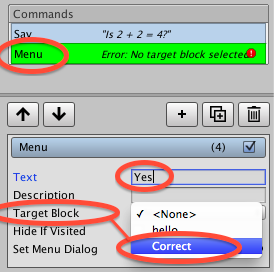 Commands
Say "Is 2 + 2 = 4?"
Menu Error: No target block selected
Menu (4)
Text Yes
Description
Target Block ✓ <None>
Hide If Visited hello
Set Menu Dialog Correct